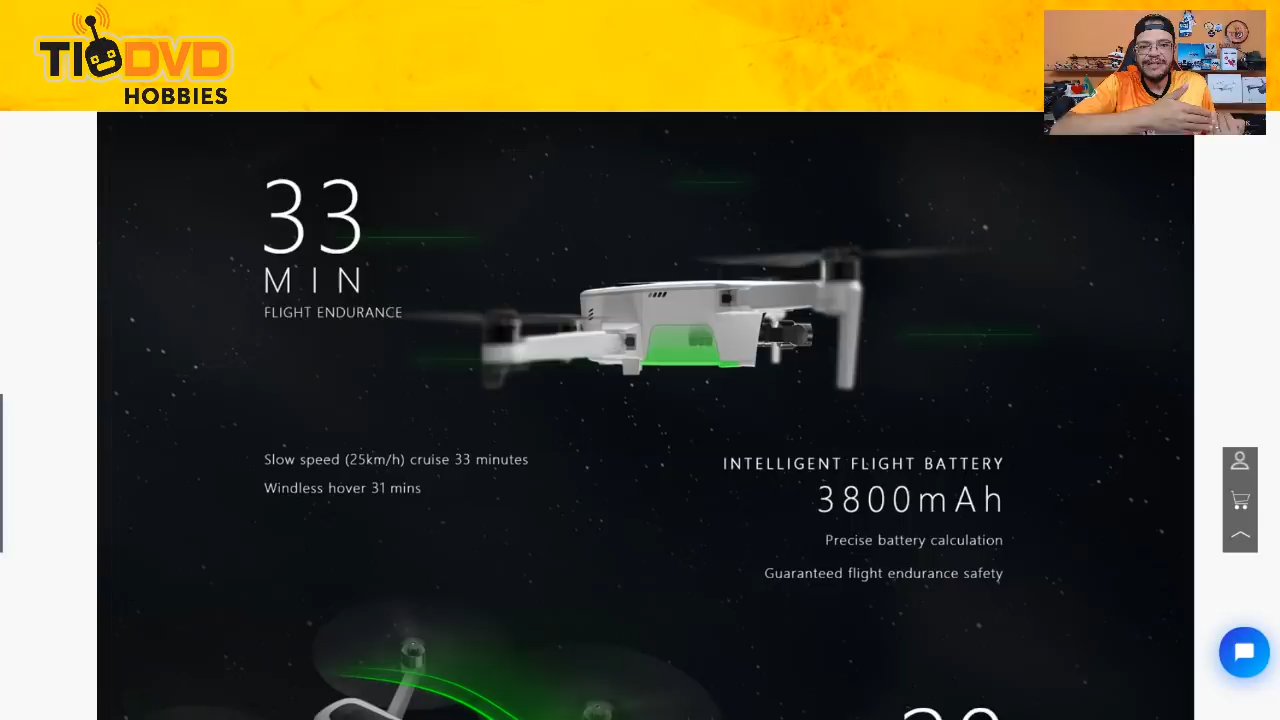 TIODVD
HOBBIES
33
MIN
FLIGHT ENDURANCE
Slow speed (25km/h) cruise 33 minutes
Windless hover 31 mins
INTELLIGENT FLIGHT BATTERY
3800mAh
Precise battery calculation
Guaranteed flight endurance safety